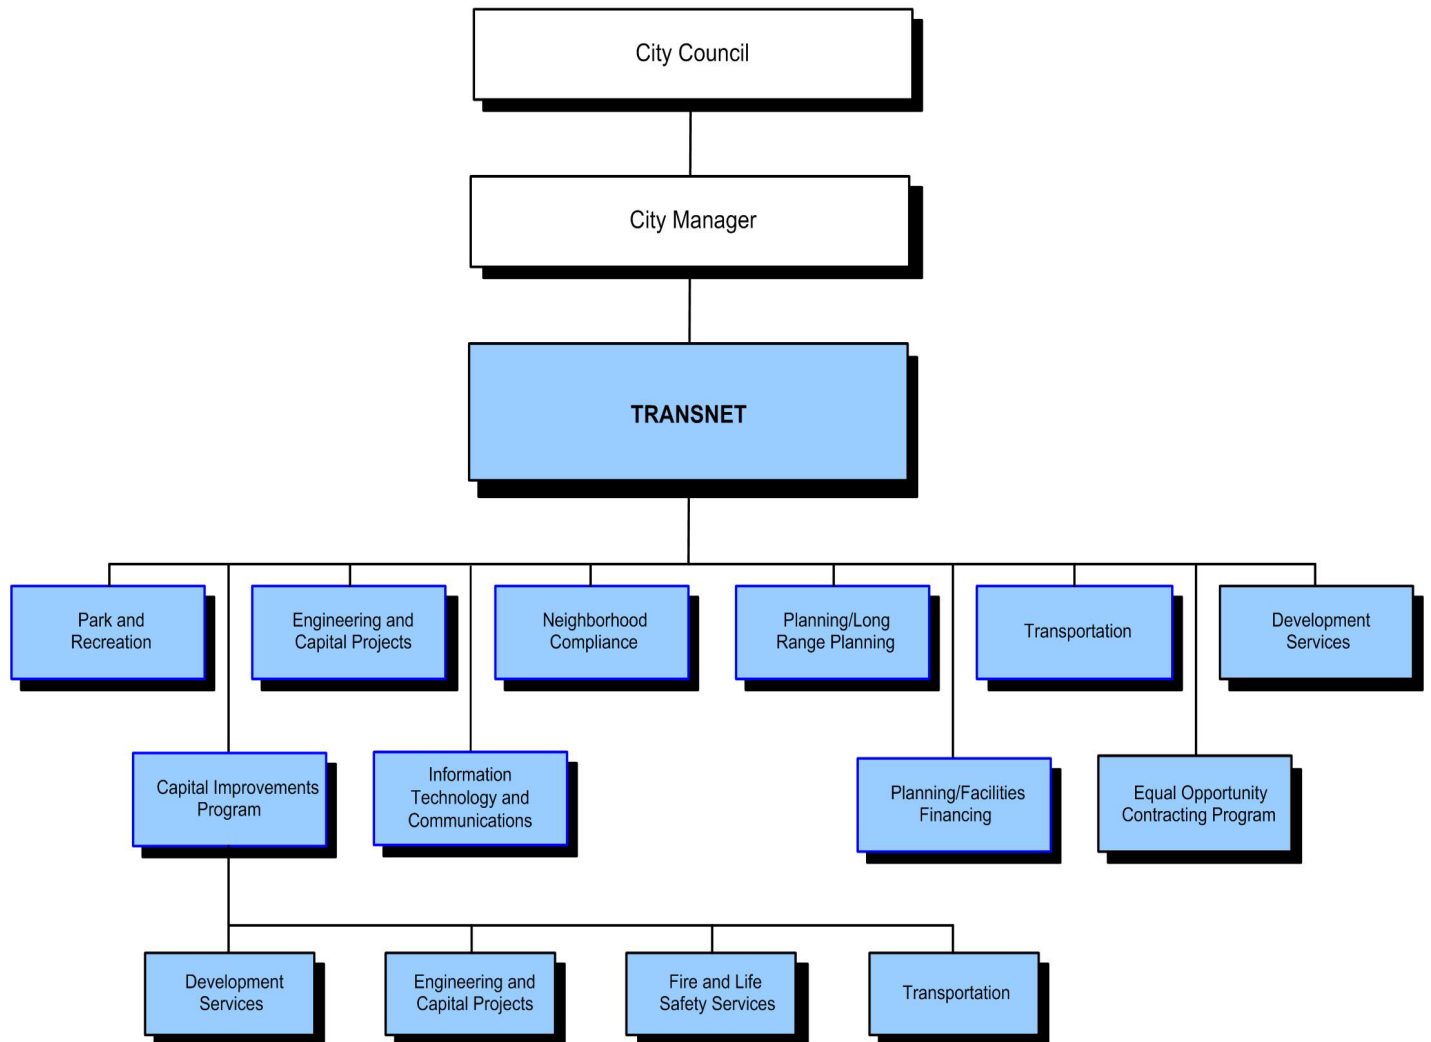 City Council
City Manager
TRANSNET
Park and
Recreation
Engineering and
Capital Projects
Neighborhood
Compliance
Planning/Long
Range Planning
Transportation
Development
Services
Capital Improvements
Program
Information
Technology and
Communications
Planning/Facilities
Financing
Equal Opportunity
Contracting Program
Development
Services
Engineering and
Capital Projects
Fire and Life
Safety Services
Transportation